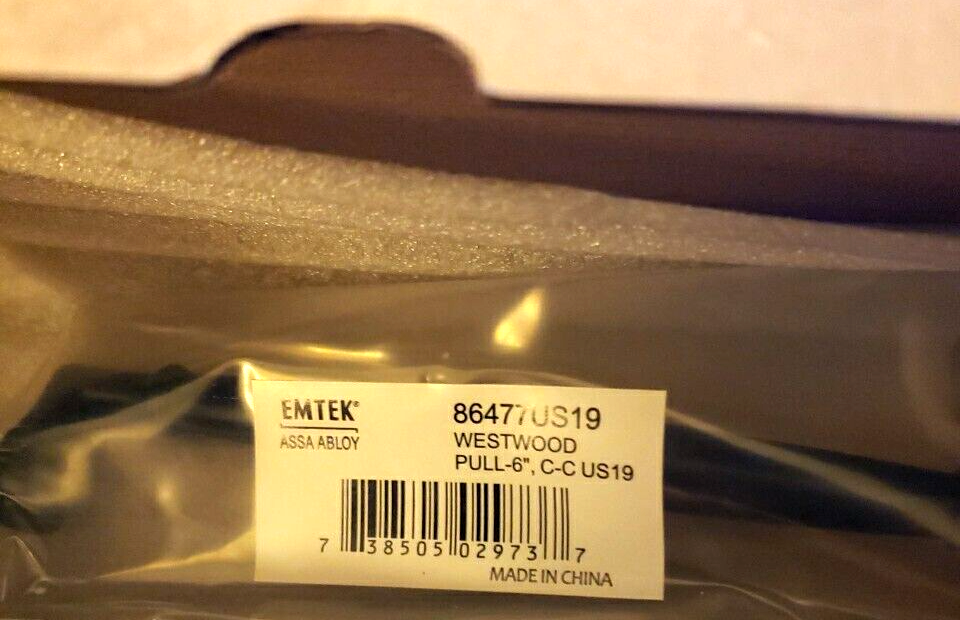 EMTEK®
ASSA ABLOY
86477US19
WESTWOOD
PULL-6", C-C US19
7 38505 02973 7
MADE IN CHINA